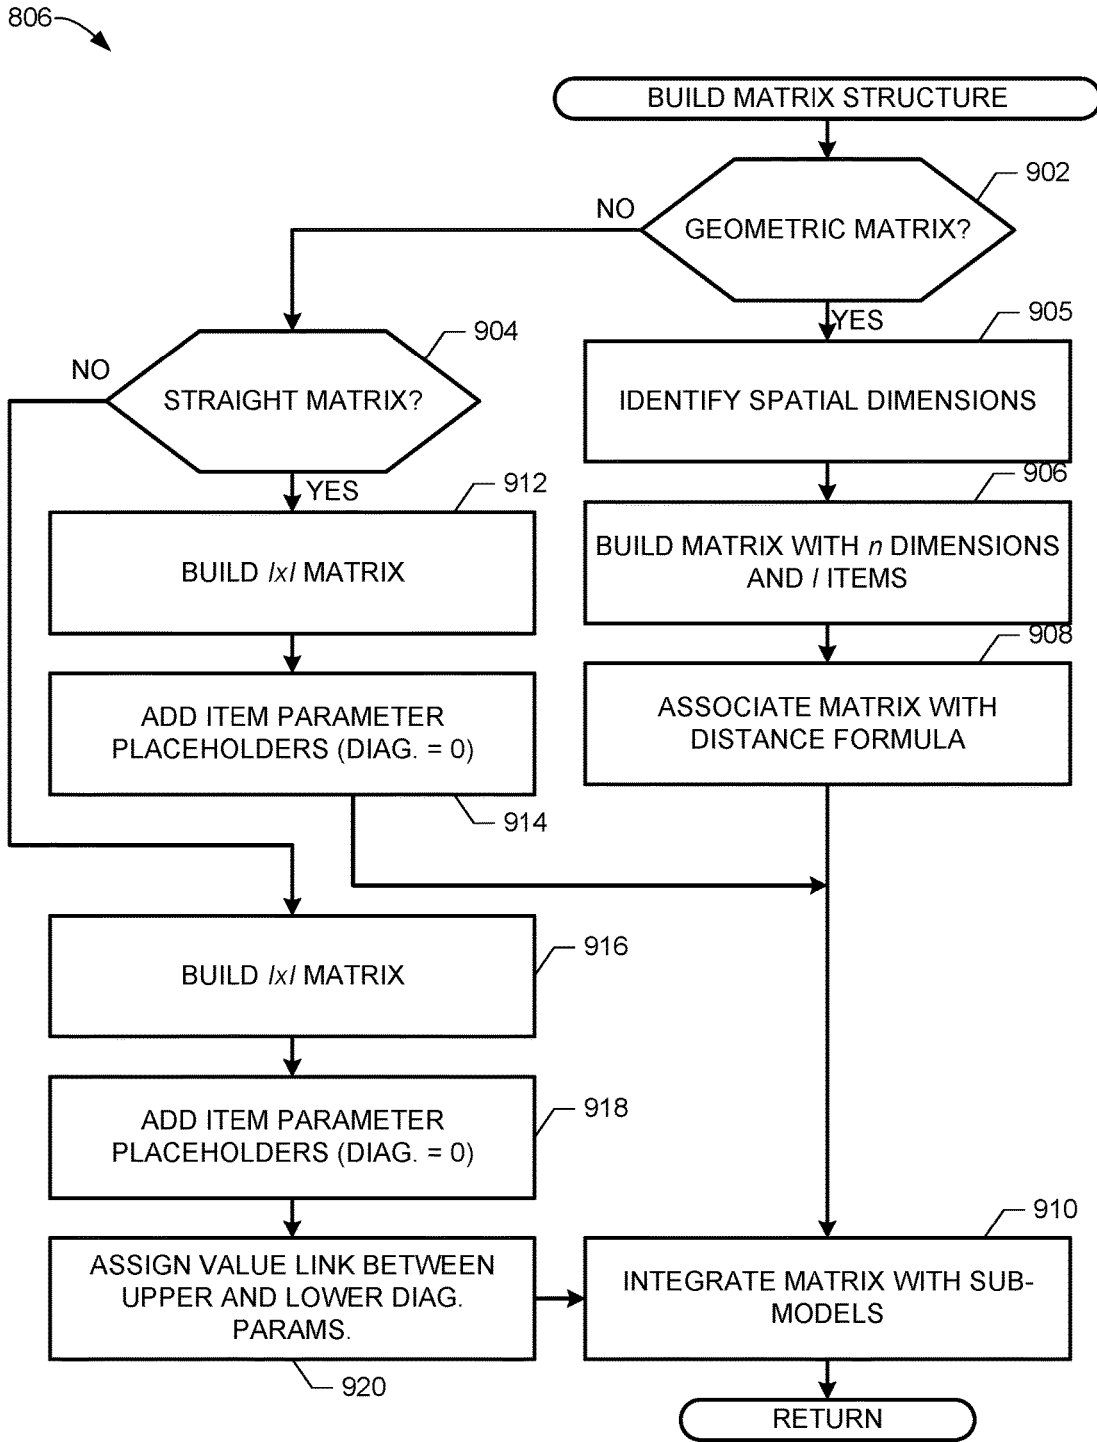 806
BUILD MATRIX STRUCTURE
902
NO
GEOMETRIC MATRIX?
YES
905
904
NO
STRAIGHT MATRIX?
IDENTIFY SPATIAL DIMENSIONS
YES
912
906
BUILD IxI MATRIX
BUILD MATRIX WITH n DIMENSIONS
AND I ITEMS
908
ADD ITEM PARAMETER
PLACEHOLDERS (DIAG. = 0)
914
ASSOCIATE MATRIX WITH
DISTANCE FORMULA
BUILD IxI MATRIX
916
ADD ITEM PARAMETER
PLACEHOLDERS (DIAG. = 0)
918
910
ASSIGN VALUE LINK BETWEEN
UPPER AND LOWER DIAG.
PARAMS.
920
INTEGRATE MATRIX WITH SUB-
MODELS
RETURN